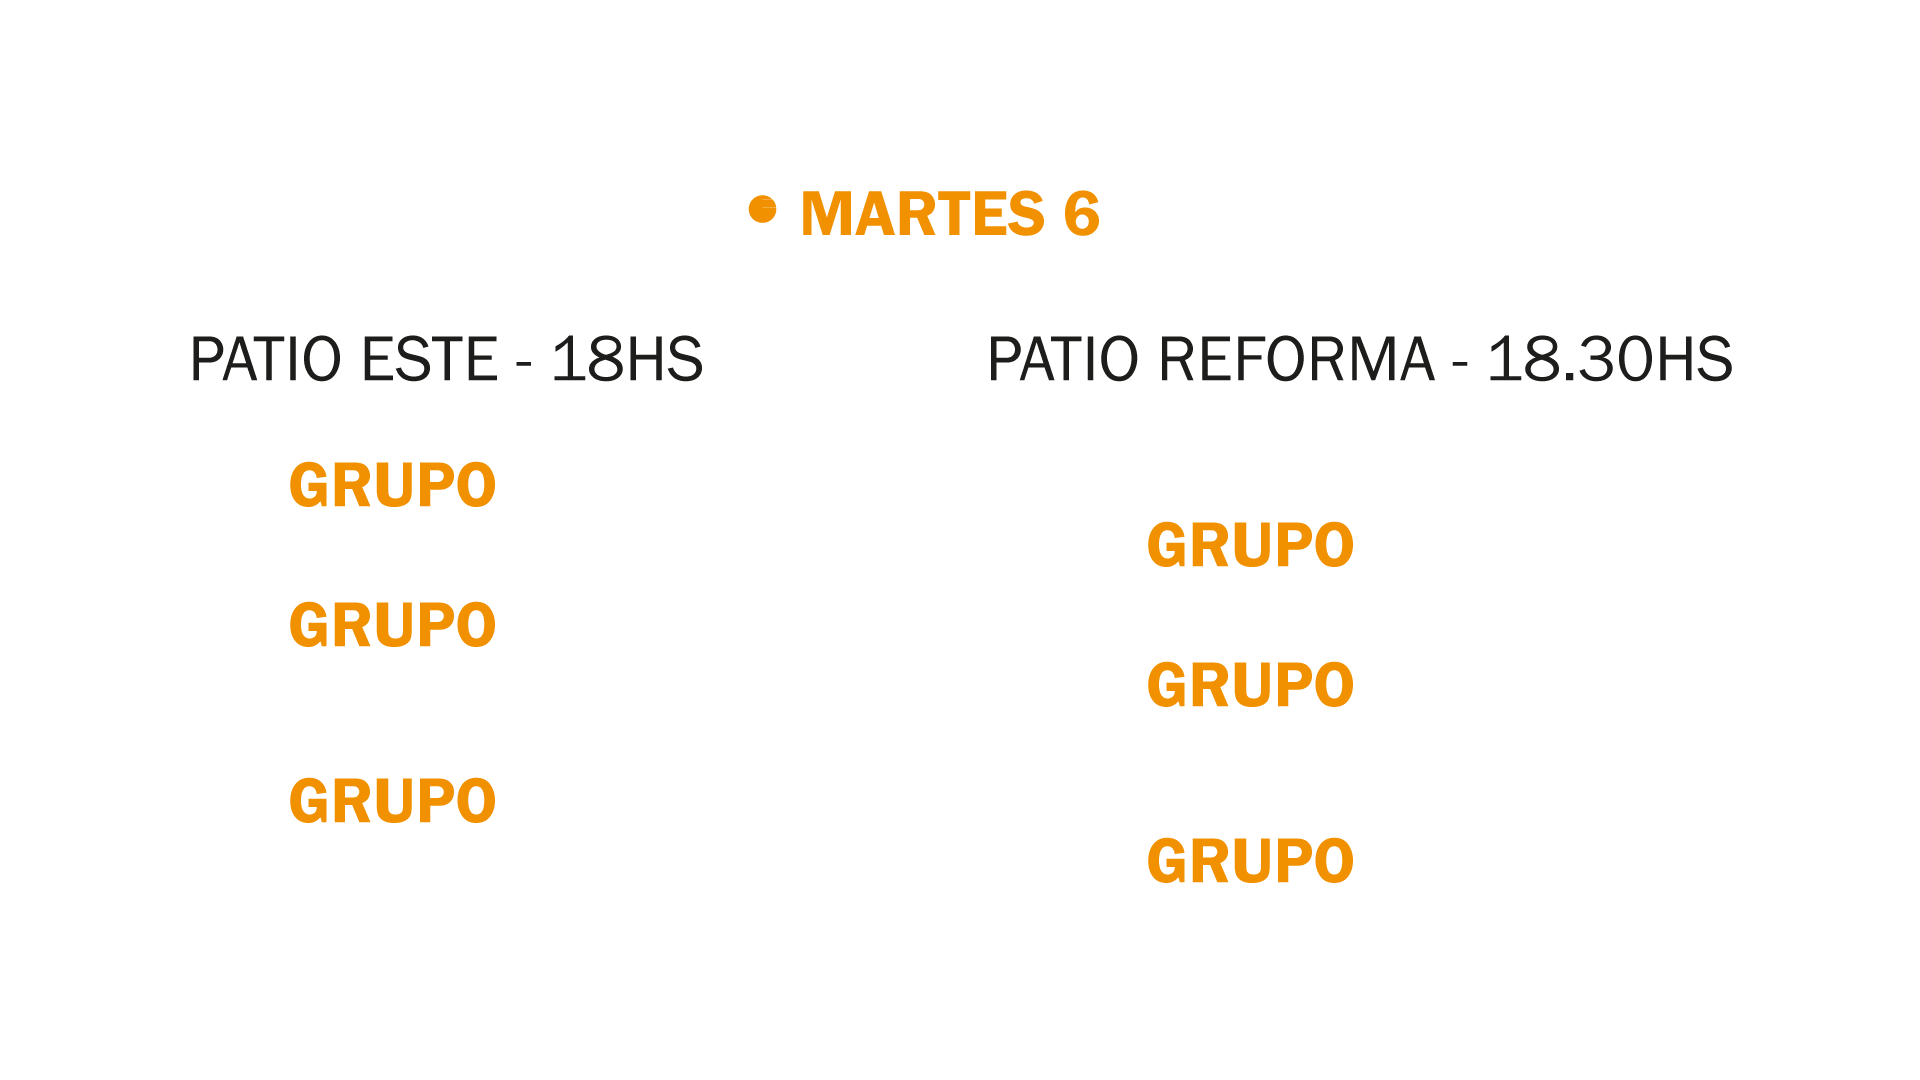 • MARTES 6
PATIO ESTE - 18HS
GRUPO
GRUPO
GRUPO
PATIO REFORMA - 18.30HS
GRUPO
GRUPO
GRUPO